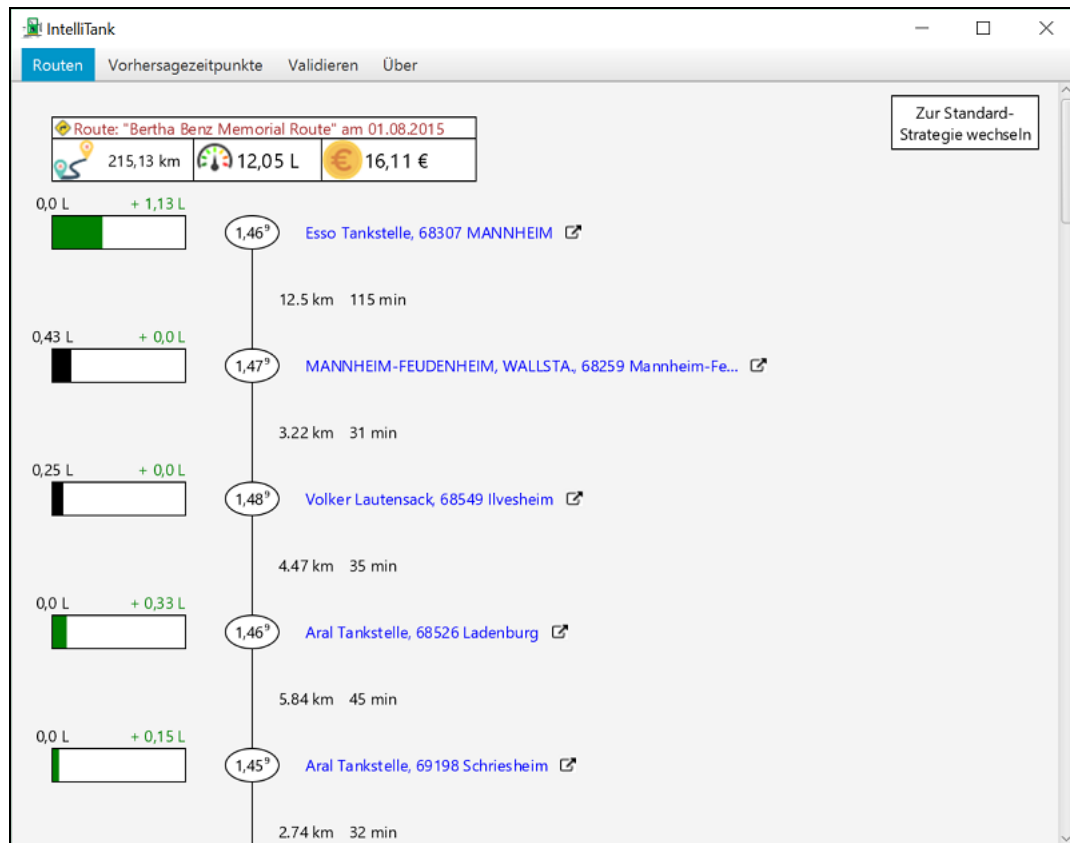 IntelliTank
Routen Vorhersagezeitpunkte Validieren Über
Zur Standard-
Strategie wechseln
Route: "Bertha Benz Memorial Route" am 01.08.2015
215,13 km 12,05 L € 16,11 €
0,0 L + 1,13 L
1,46⁹ Esso Tankstelle, 68307 MANNHEIM
12.5 km 115 min
0,43 L + 0,0 L
1,47⁹ MANNHEIM-FEUDENHEIM, WALLSTA., 68259 Mannheim-Fe...
3.22 km 31 min
0,25 L + 0,0 L
1,48⁹ Volker Lautensack, 68549 Ilvesheim
4.47 km 35 min
0,0 L + 0,33 L
1,46⁹ Aral Tankstelle, 68526 Ladenburg
5.84 km 45 min
0,0 L + 0,15 L
1,45⁹ Aral Tankstelle, 69198 Schriesheim
2.74 km 32 min